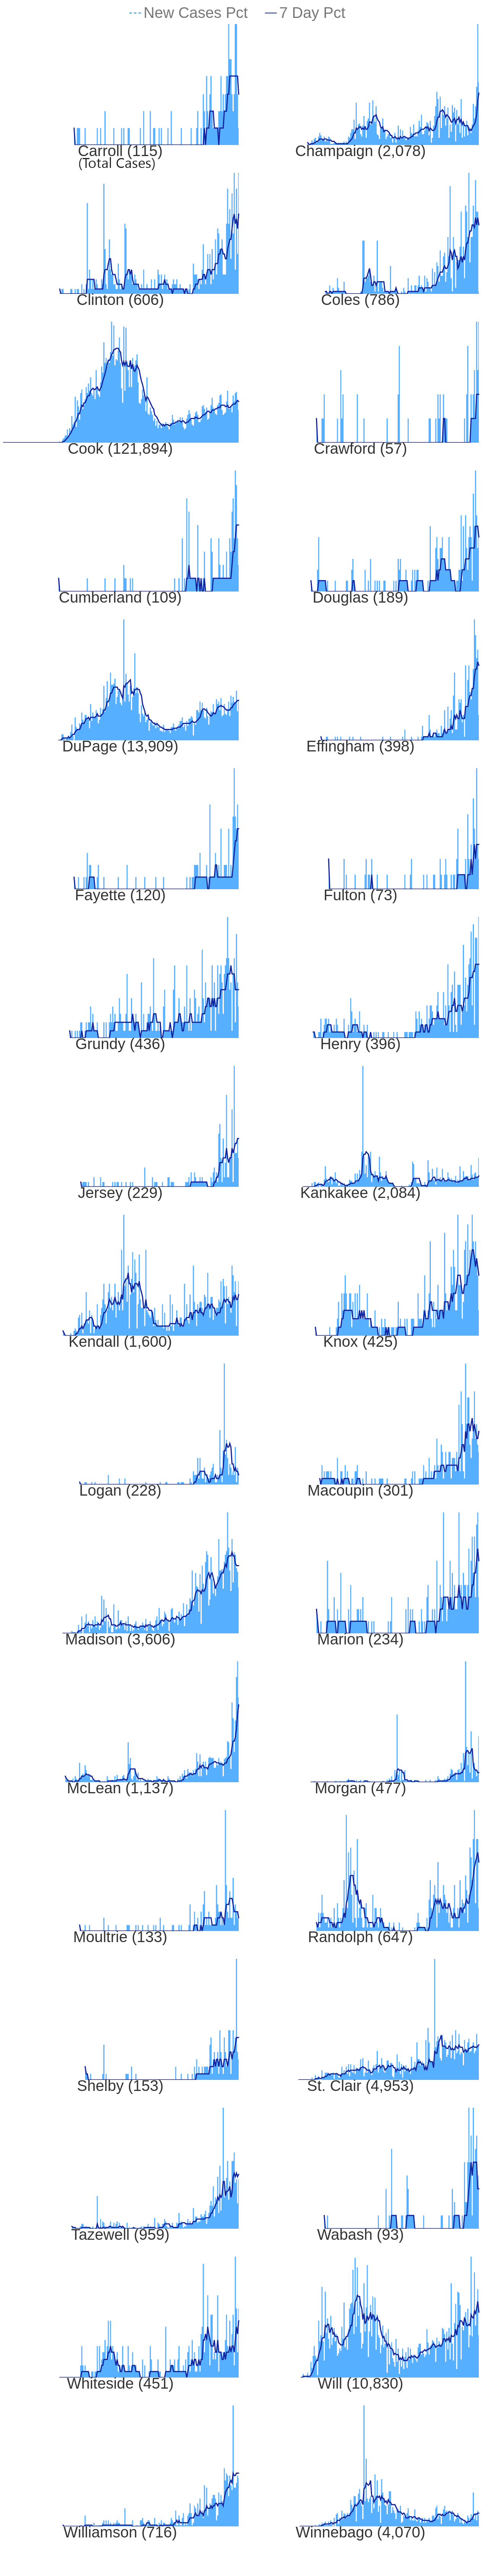 New Cases Pct 7 Day Pct
Carroll (115) Champaign (2,078)
(Total Cases)
Clinton (606) Coles (786)
Cook (121,894) Crawford (57)
Cumberland (109) Douglas (189)
DuPage (13,909) Effingham (398)
Fayette (120) Fulton (73)
Grundy (436) Henry (396)
Jersey (229) Kankakee (2,084)
Kendall (1,600) Knox (425)
Logan (228) Macoupin (301)
Madison (3,606) Marion (234)
McLean (1,137) Morgan (477)
Moultrie (133) Randolph (647)
Shelby (153) St. Clair (4,953)
Tazewell (959) Wabash (93)
Whiteside (451) Will (10,830)
Williamson (716) Winnebago (4,070)